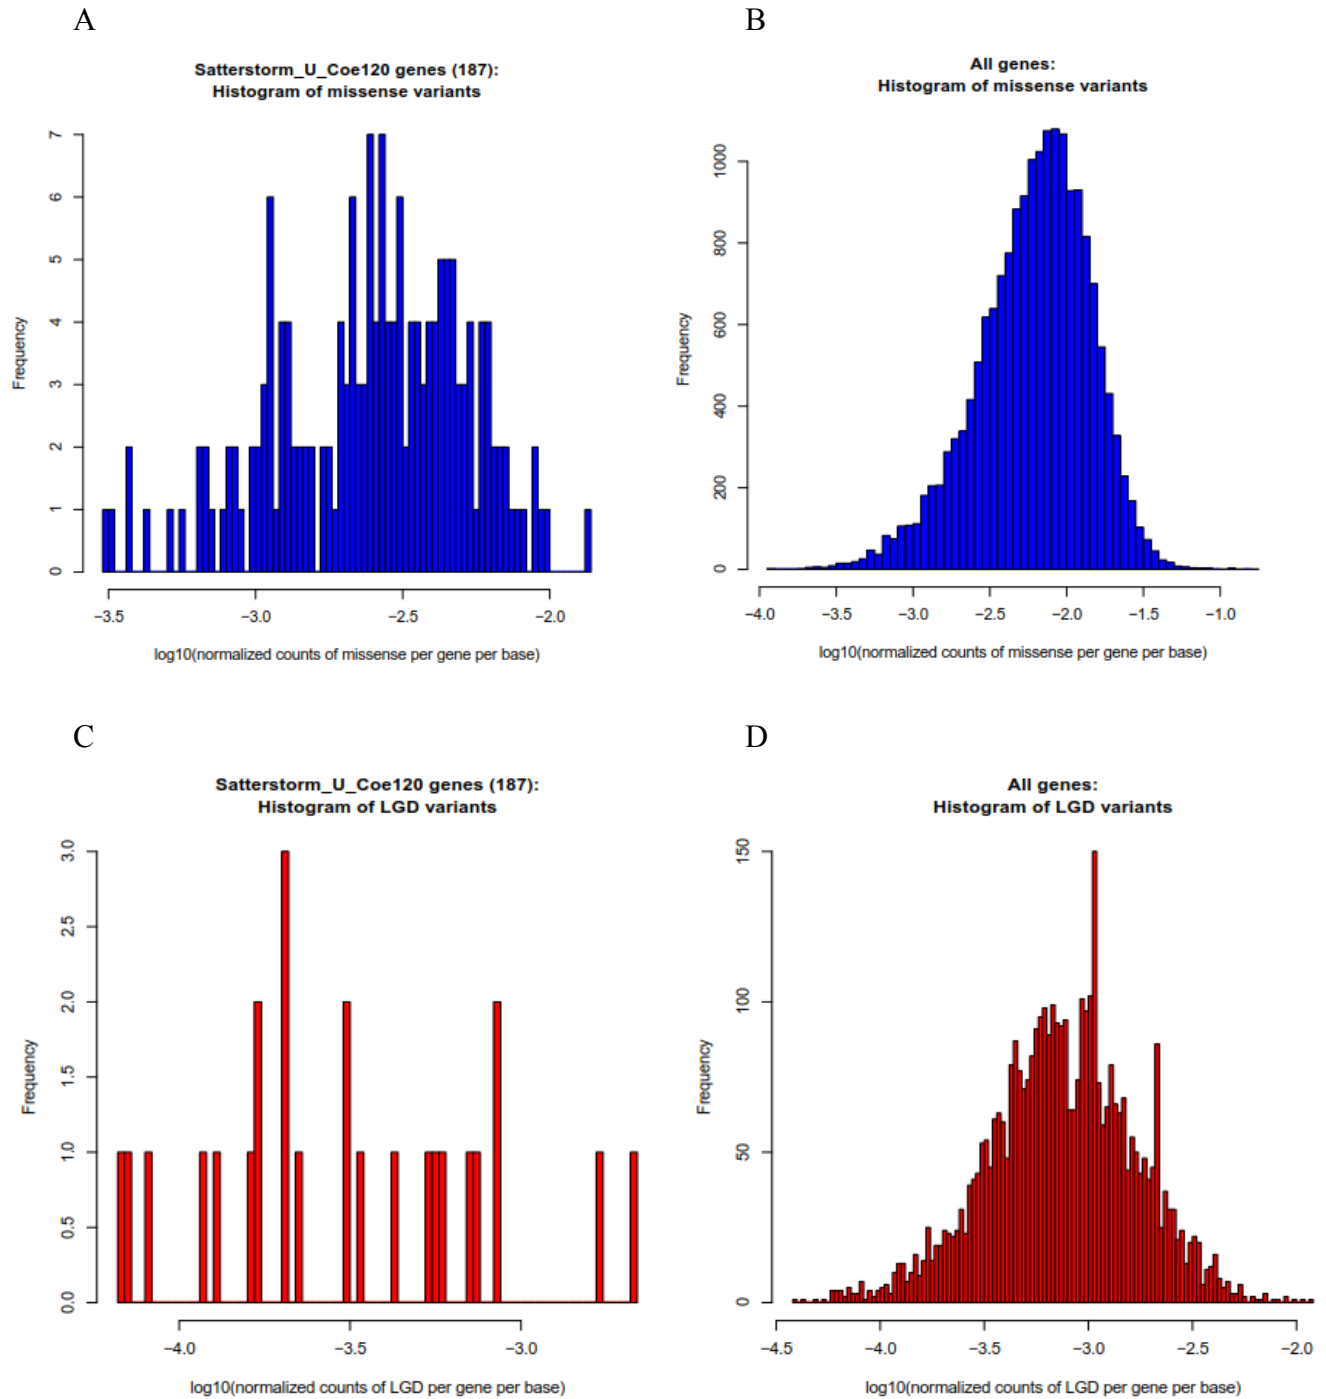 A
Satterstorm_U_Coe120 genes (187):
Histogram of missense variants
Frequency
0
1
2
3
4
5
6
7
−3.5 −3.0 −2.5 −2.0
log10(normalized counts of missense per gene per base)
B
All genes:
Histogram of missense variants
Frequency
0
200
400
600
800
1000
−4.0 −3.5 −3.0 −2.5 −2.0 −1.5 −1.0
log10(normalized counts of missense per gene per base)
C
Satterstorm_U_Coe120 genes (187):
Histogram of LGD variants
Frequency
0.0
0.5
1.0
1.5
2.0
2.5
3.0
−4.0 −3.5 −3.0
log10(normalized counts of LGD per gene per base)
D
All genes:
Histogram of LGD variants
Frequency
0
50
100
150
−4.5 −4.0 −3.5 −3.0 −2.5 −2.0
log10(normalized counts of LGD per gene per base)